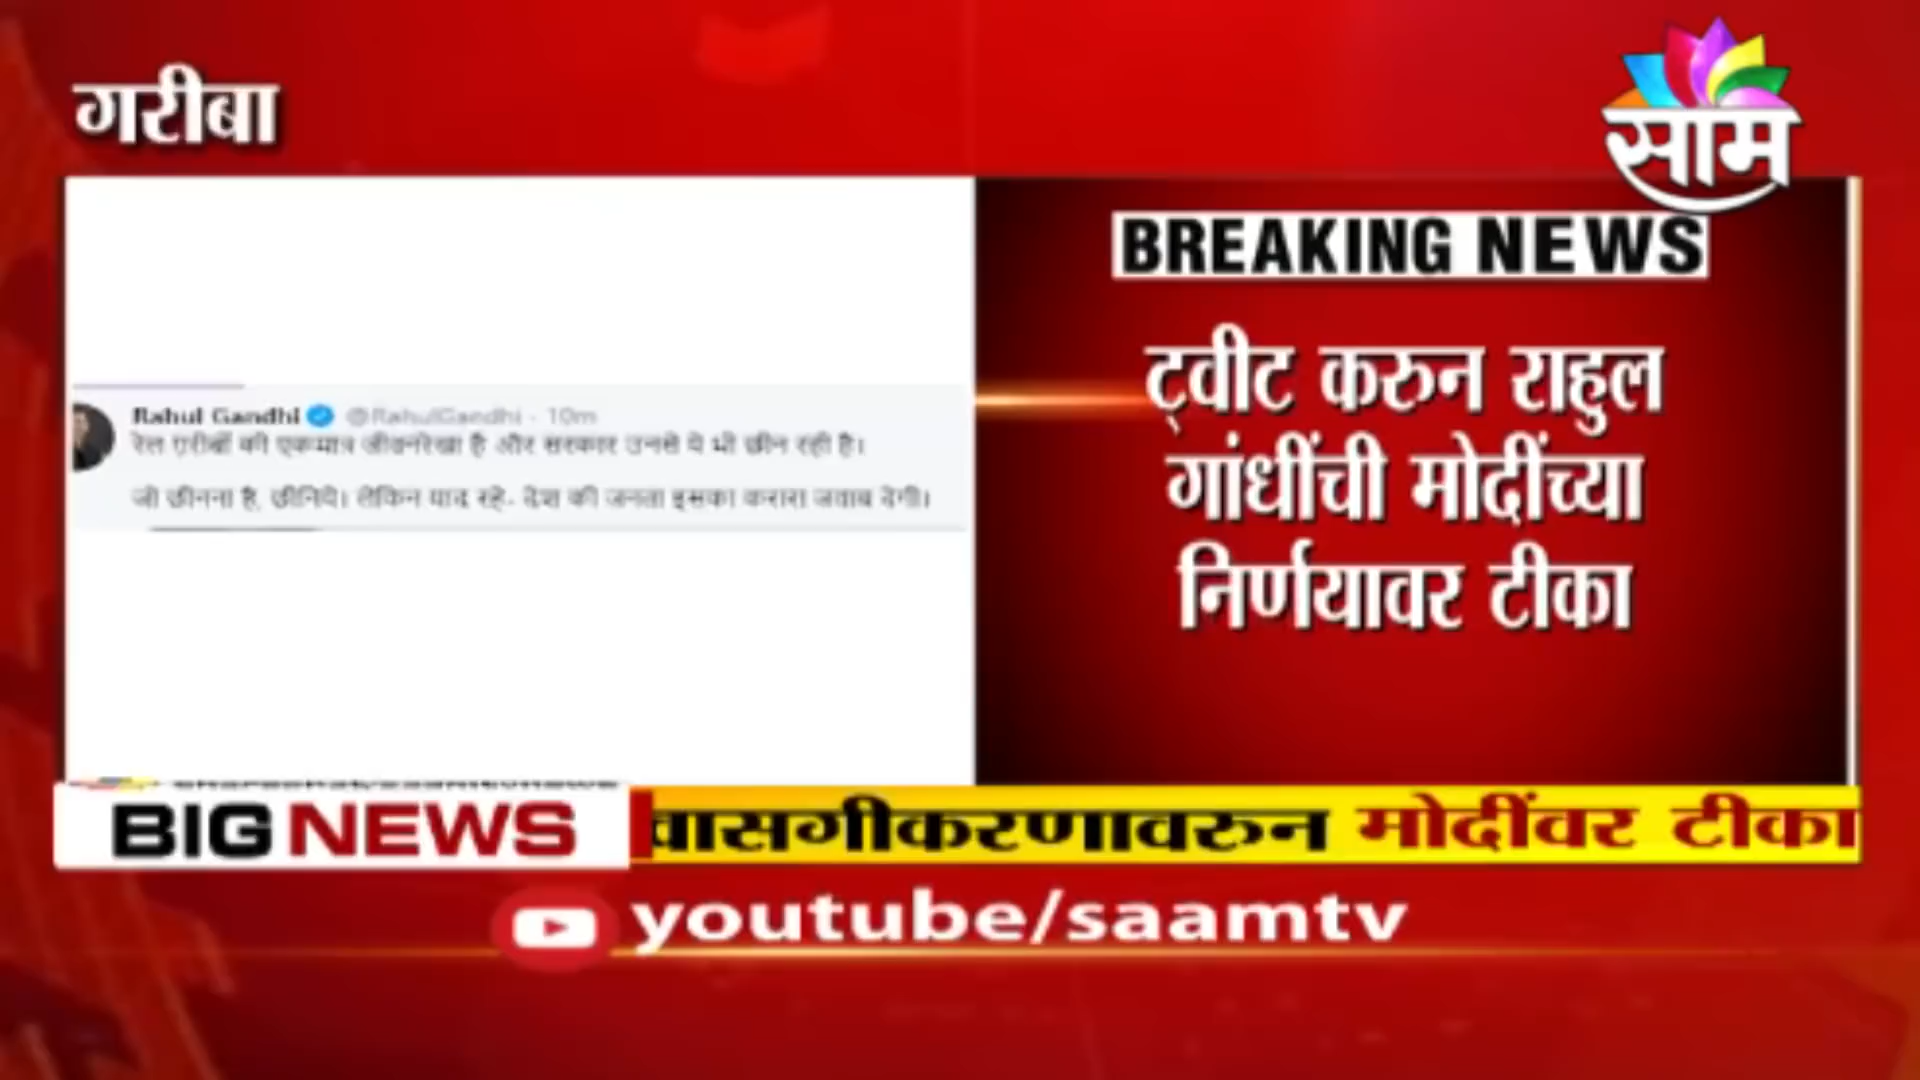 गरीबा
साम
BREAKING NEWS
ट्वीट करुन राहुल
गांधींची मोदींच्या
निर्णयावर टीका
Rahul Gandhi @RahulGandhi · 10m
रेल ग़रीबों की एकमात्र जीवनरेखा है और सरकार उनसे ये भी छीन रही है।
जो छीनना है, छीनिये। लेकिन याद रहे- देश की जनता इसका करारा जवाब देगी।
BIG NEWS
वासगीकरणावरुन मोदींवर टीका
youtube/saamtv